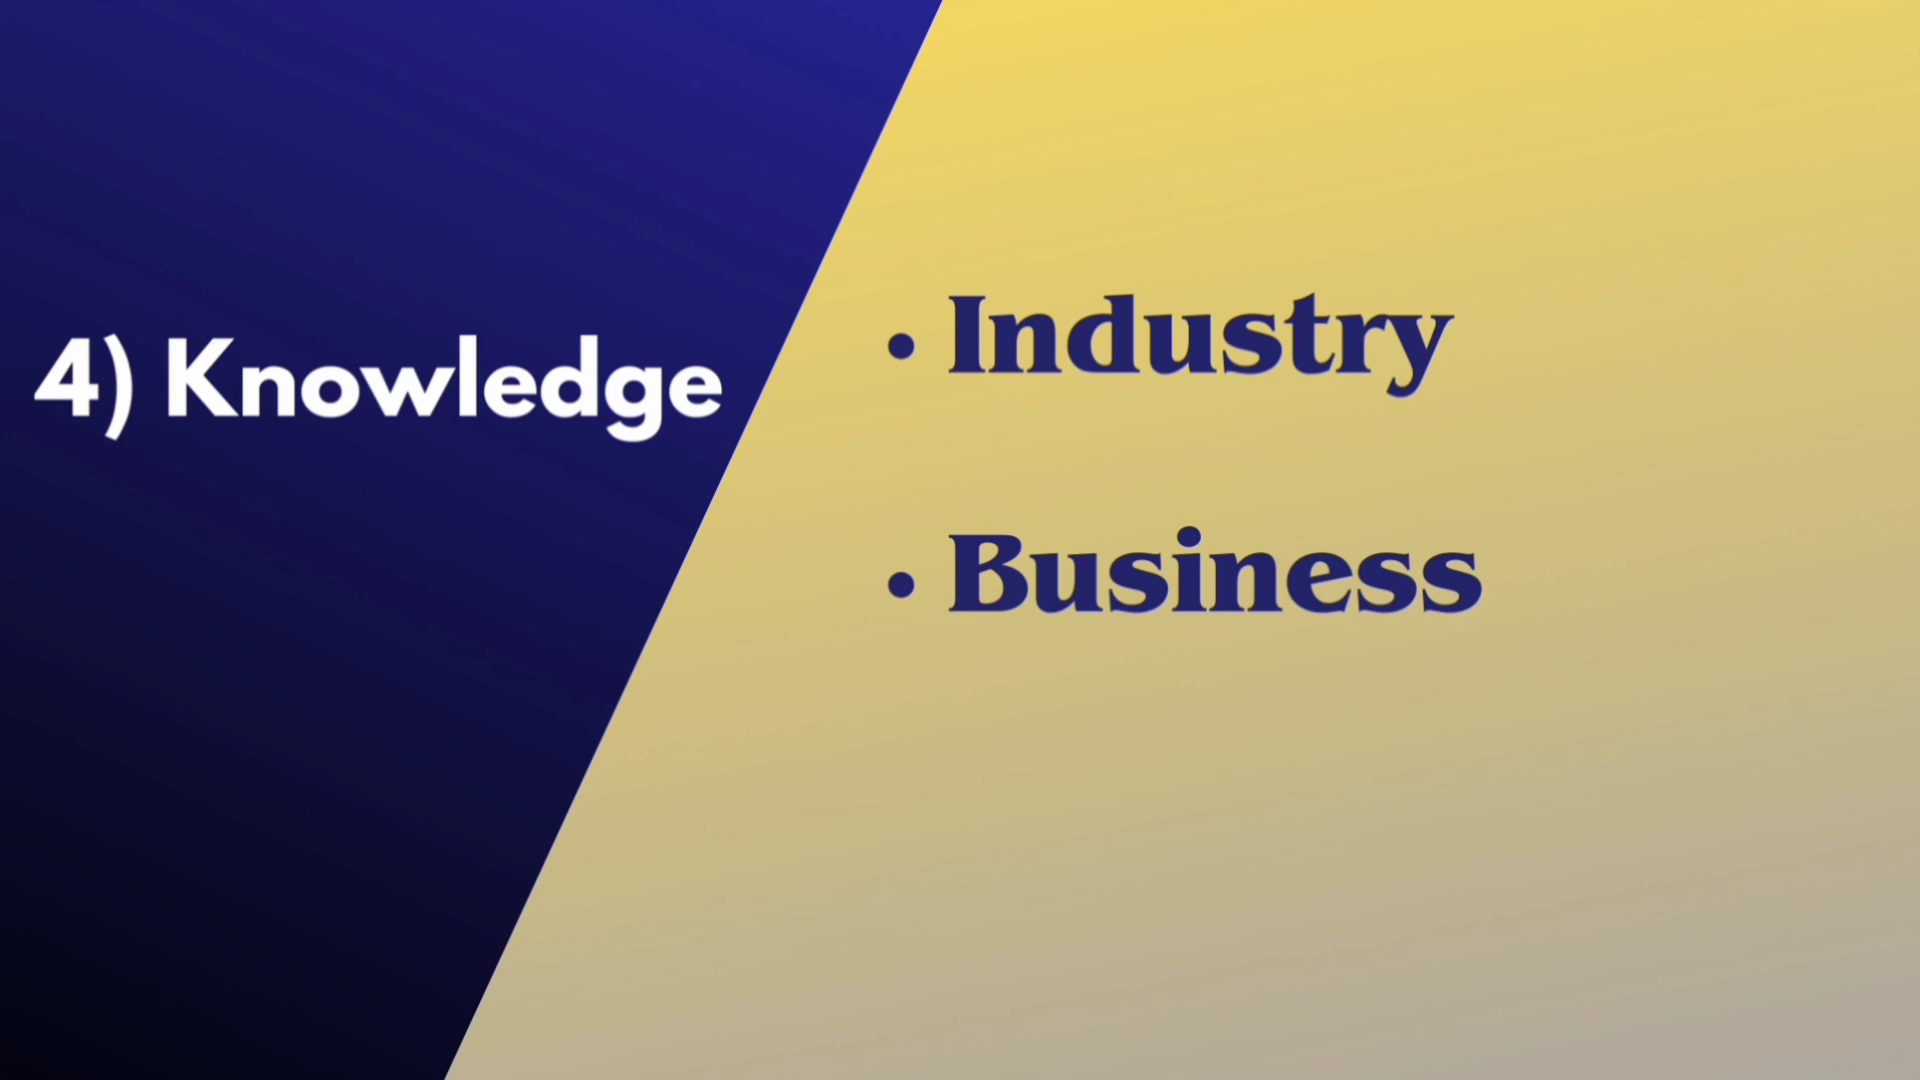 4) Knowledge
• Industry
• Business